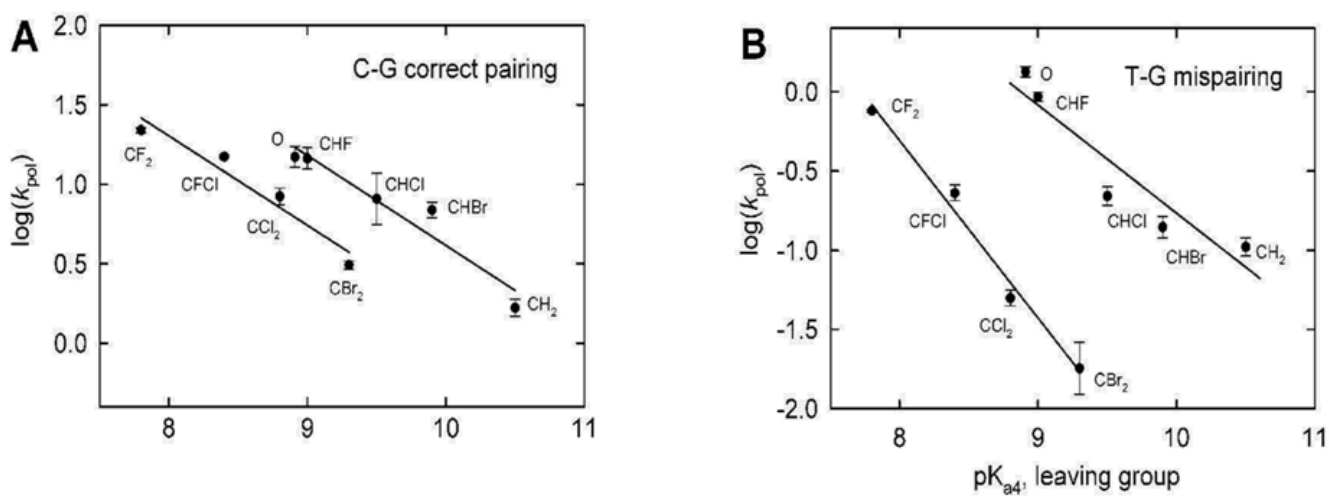 A
C-G correct pairing
2.0
1.5
1.0
0.5
0.0
log(kpol)
CF2
CFCl
O
CHF
CCl2
CHCl
CHBr
CBr2
CH2
8
9
10
11
B
T-G mispairing
0.0
-0.5
-1.0
-1.5
-2.0
log(kpol)
CF2
O
CHF
CFCl
CHCl
CHBr
CH2
CCl2
CBr2
8
9
10
11
pKa4, leaving group